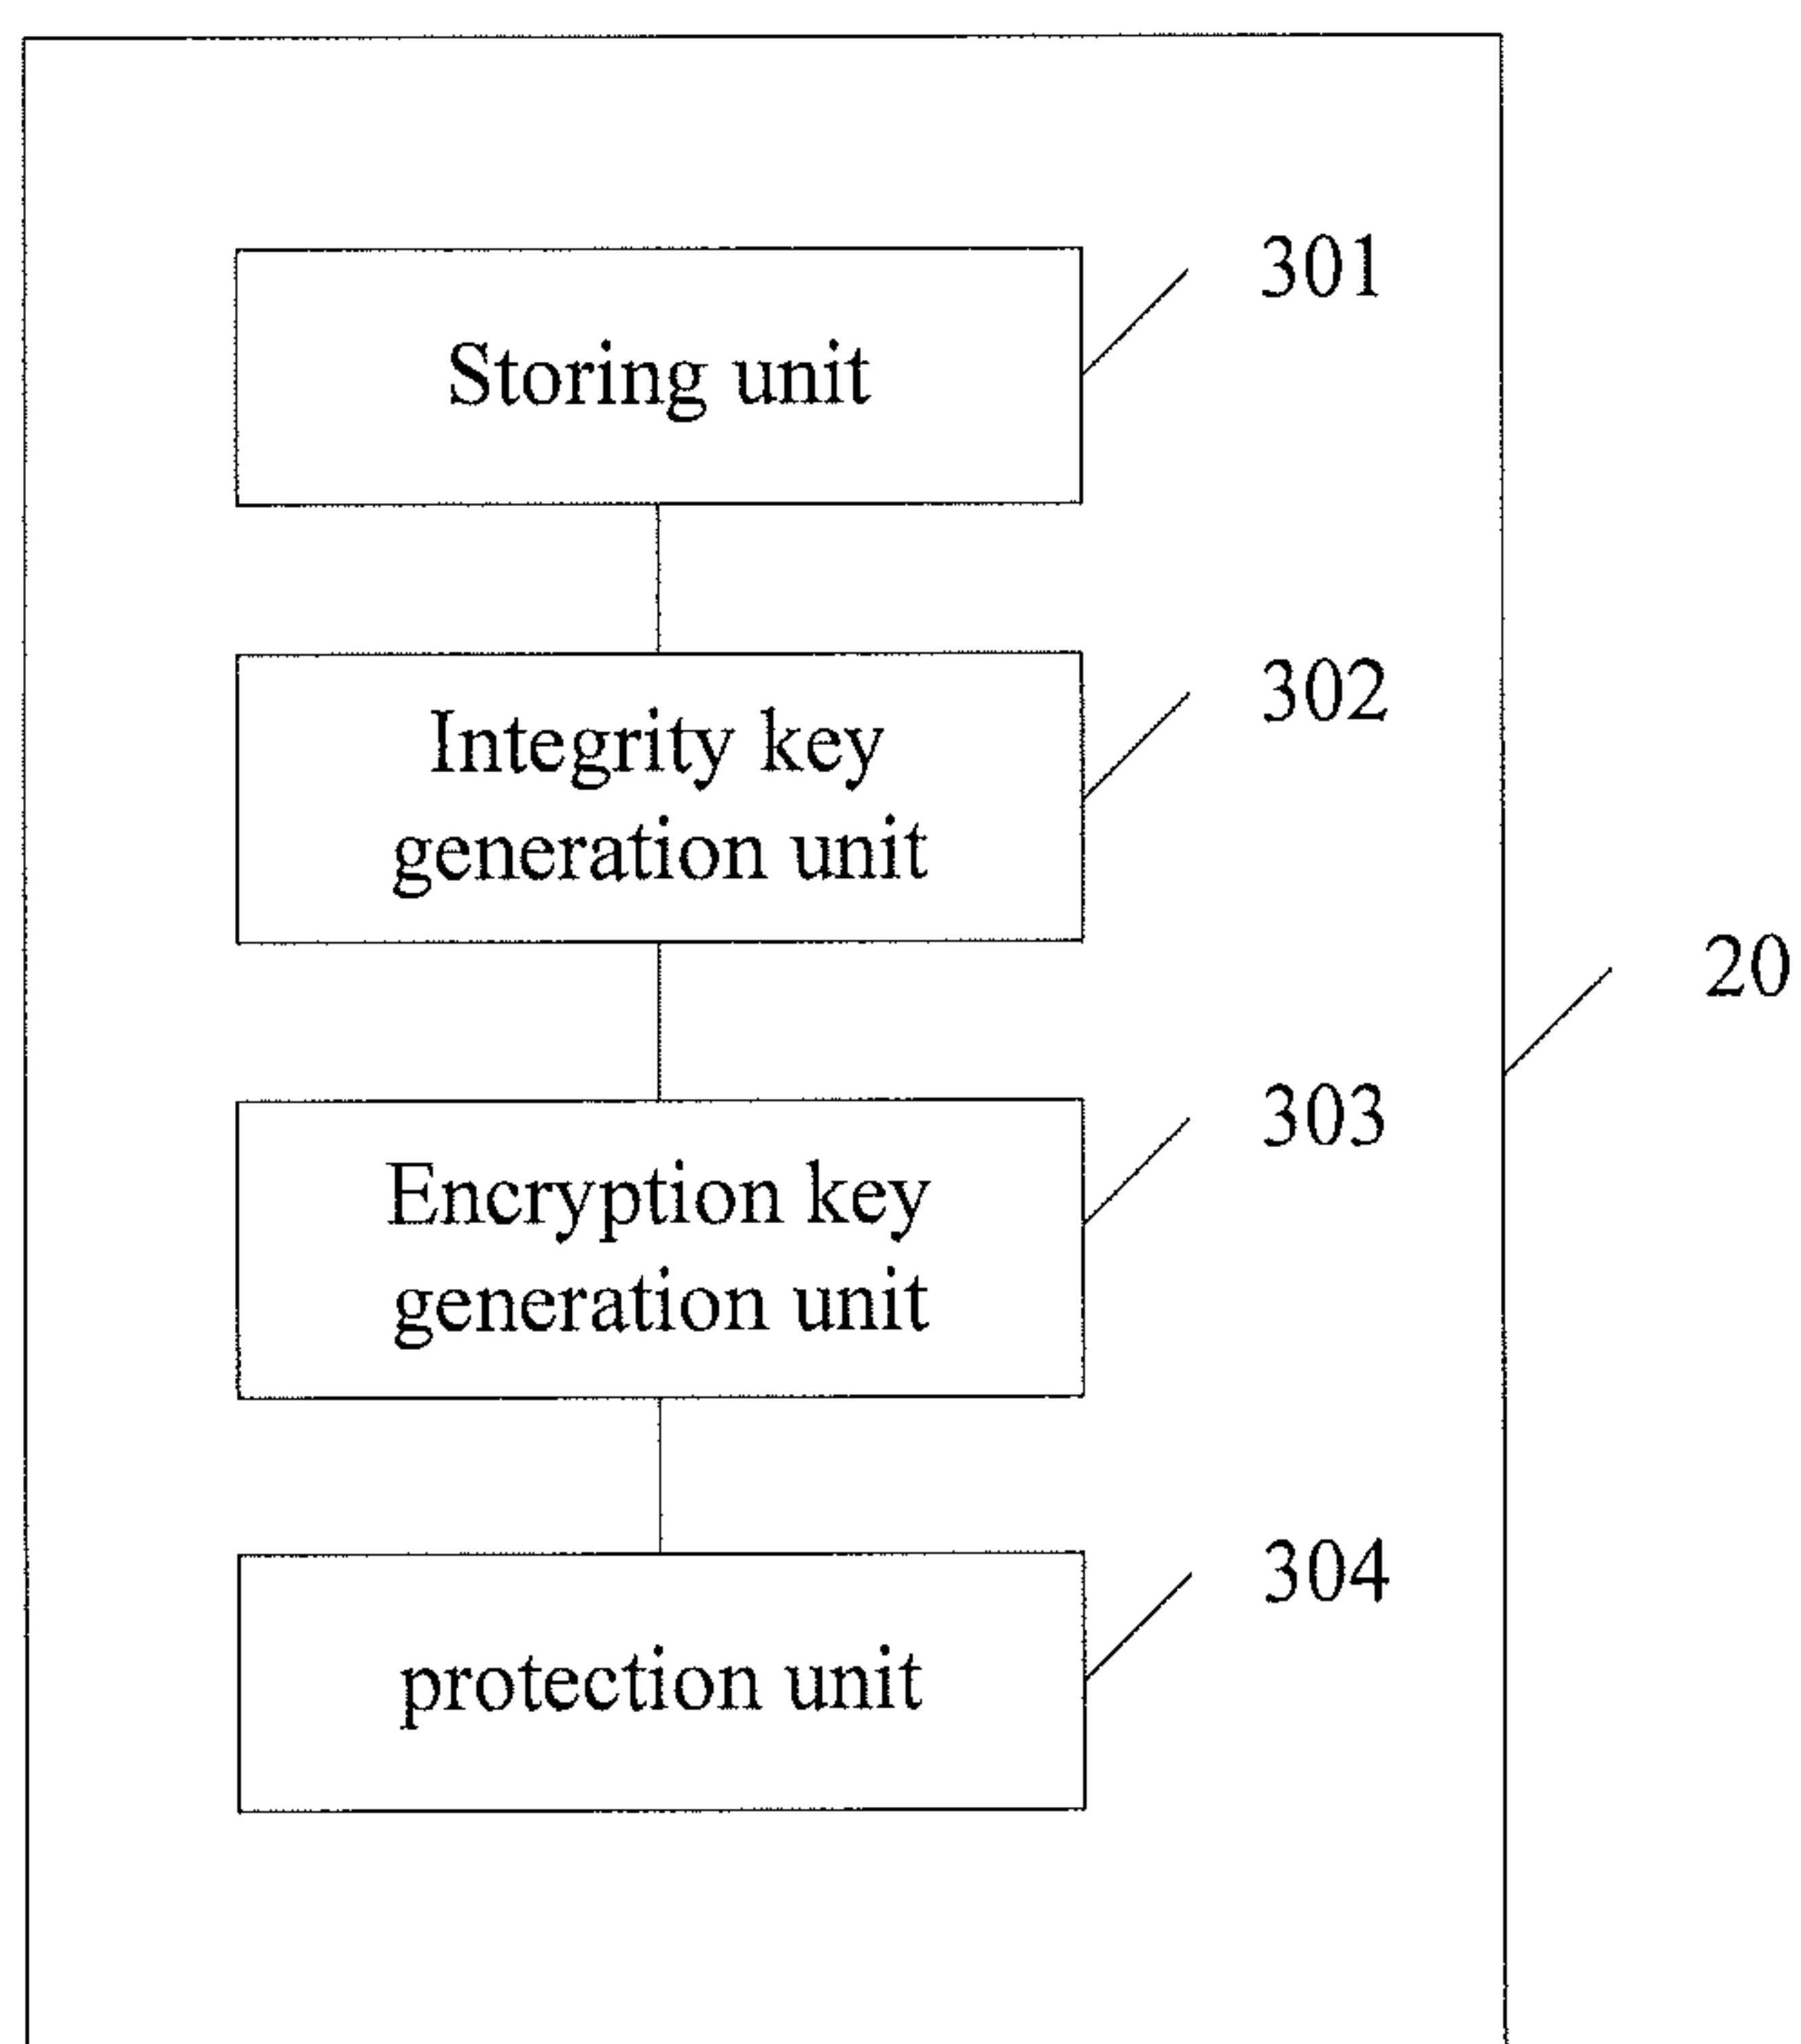 301
Storing unit
302
Integrity key
generation unit
20
303
Encryption key
generation unit
304
protection unit